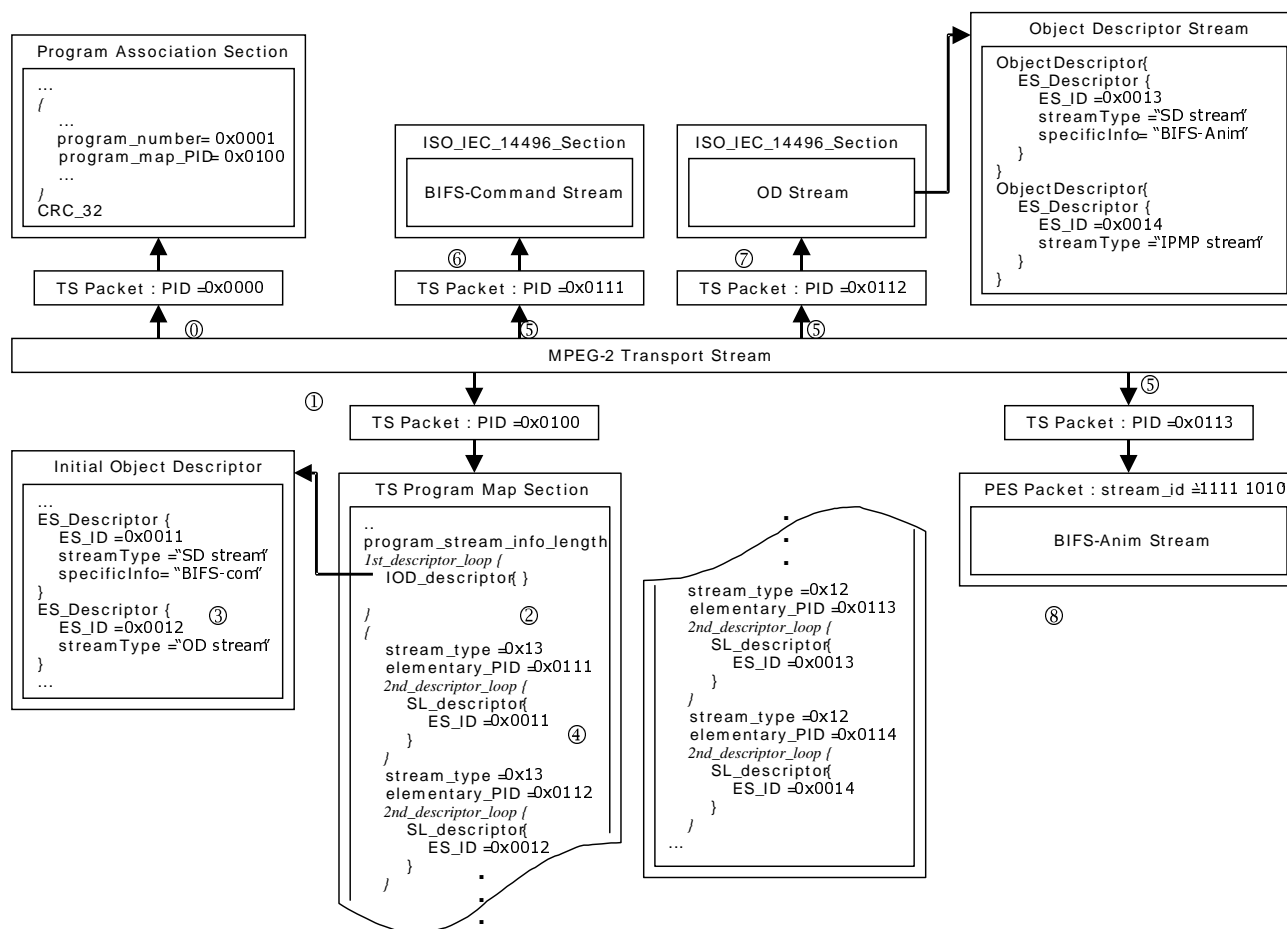 Program Association Section
...
{
...
program_number= 0x0001
program_map_PID= 0x0100
...
}
CRC_32
TS Packet : PID =0x0000
⓪
ISO_IEC_14496_Section
BIFS-Command Stream
⑥
TS Packet : PID =0x0111
⑤
ISO_IEC_14496_Section
OD Stream
⑦
TS Packet : PID =0x0112
⑤
Object Descriptor Stream
ObjectDescriptor{
ES_Descriptor {
ES_ID =0x0013
streamType =“SD stream”
specificInfo= “BIFS-Anim”
}
}
ObjectDescriptor{
ES_Descriptor {
ES_ID =0x0014
streamType =“IPMP stream”
}
}
MPEG-2 Transport Stream
①
TS Packet : PID =0x0100
⑤
TS Packet : PID =0x0113
Initial Object Descriptor
...
ES_Descriptor {
ES_ID =0x0011
streamType =“SD stream”
specificInfo= “BIFS-com”
}
ES_Descriptor {
ES_ID =0x0012
③
streamType =“OD stream”
}
...
TS Program Map Section
..
program_stream_info_length
1st_descriptor_loop {
IOD_descriptor{ }
②
}
{
stream_type =0x13
elementary_PID =0x0111
2nd_descriptor_loop {
SL_descriptor{
ES_ID =0x0011
④
}
}
stream_type =0x13
elementary_PID =0x0112
2nd_descriptor_loop {
SL_descriptor{
ES_ID =0x0012
}
}
stream_type =0x12
elementary_PID =0x0113
2nd_descriptor_loop {
SL_descriptor{
ES_ID =0x0013
}
}
stream_type =0x12
elementary_PID =0x0114
2nd_descriptor_loop {
SL_descriptor{
ES_ID =0x0014
}
}
...
PES Packet : stream_id =‘1111 1010
BIFS-Anim Stream
⑧